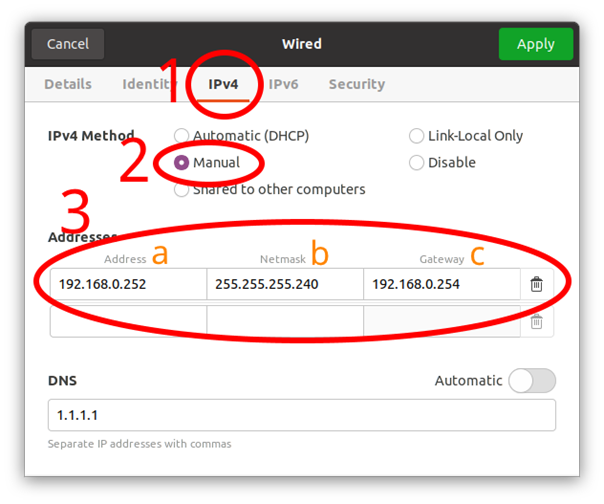 Cancel Wired Apply
1
Details Identity IPv4 IPv6 Security
IPv4 Method Automatic (DHCP) Link-Local Only
2 Manual Disable
Shared to other computers
3
Addresses
Address a Netmask b Gateway c
192.168.0.252 255.255.255.240 192.168.0.254
DNS Automatic
1.1.1.1
Separate IP addresses with commas